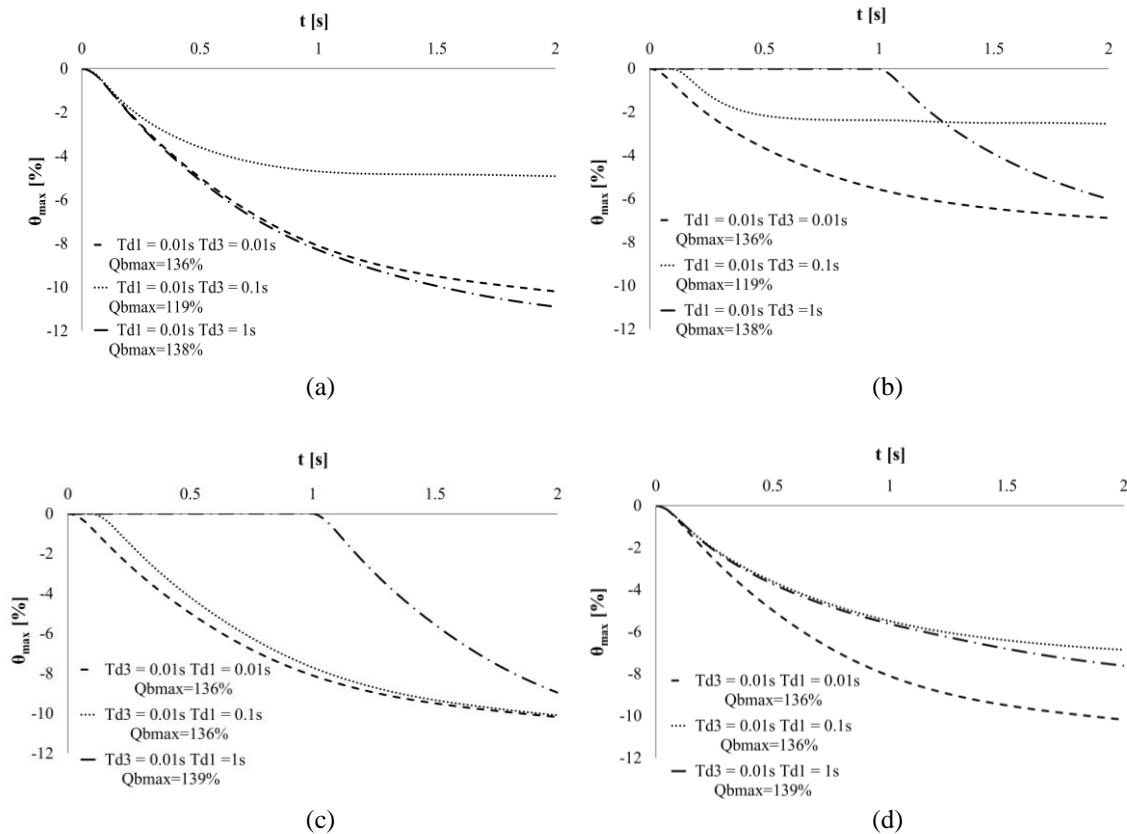 t [s]
0 0.5 1 1.5 2
0
-2
-4
-6
-8
-10
-12
θmax [%]
Td1 = 0.01s Td3 = 0.01s
Qbmax=136%
Td1 = 0.01s Td3 = 0.1s
Qbmax=119%
Td1 = 0.01s Td3 = 1s
Qbmax=138%
(a)
t [s]
0 0.5 1 1.5 2
0
-2
-4
-6
-8
-10
-12
θmax [%]
Td1 = 0.01s Td3 = 0.01s
Qbmax=136%
Td1 = 0.01s Td3 = 0.1s
Qbmax=119%
Td1 = 0.01s Td3 =1s
Qbmax=138%
(b)
t [s]
0 0.5 1 1.5 2
0
-2
-4
-6
-8
-10
-12
θmax [%]
Td3 = 0.01s Td1 = 0.01s
Qbmax=136%
Td3 = 0.01s Td1 = 0.1s
Qbmax=136%
Td3 = 0.01s Td1 =1s
Qbmax=139%
(c)
t [s]
0 0.5 1 1.5 2
0
-2
-4
-6
-8
-10
-12
θmax [%]
Td3 = 0.01s Td1 = 0.01s
Qbmax=136%
Td3 = 0.01s Td1 = 0.1s
Qbmax=136%
Td3 = 0.01s Td1 = 1s
Qbmax=139%
(d)